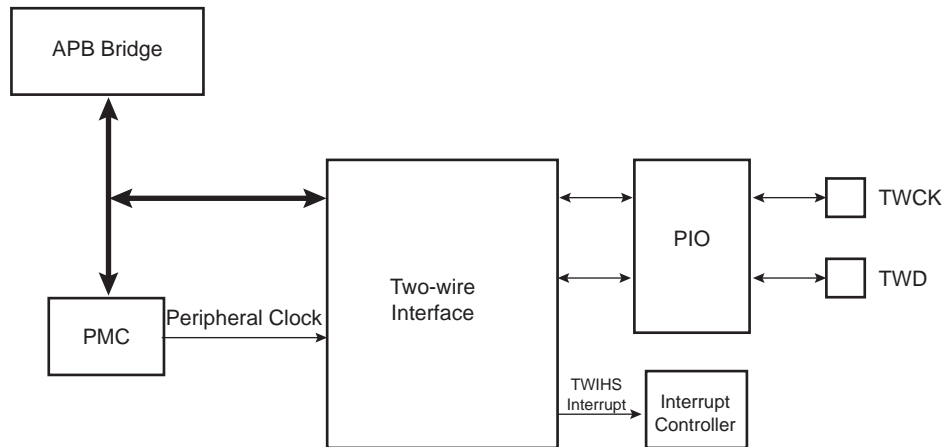 APB Bridge
TWCK
PIO
Two-wire
Interface
TWD
Peripheral Clock
PMC
TWIHS
Interrupt
Interrupt
Controller